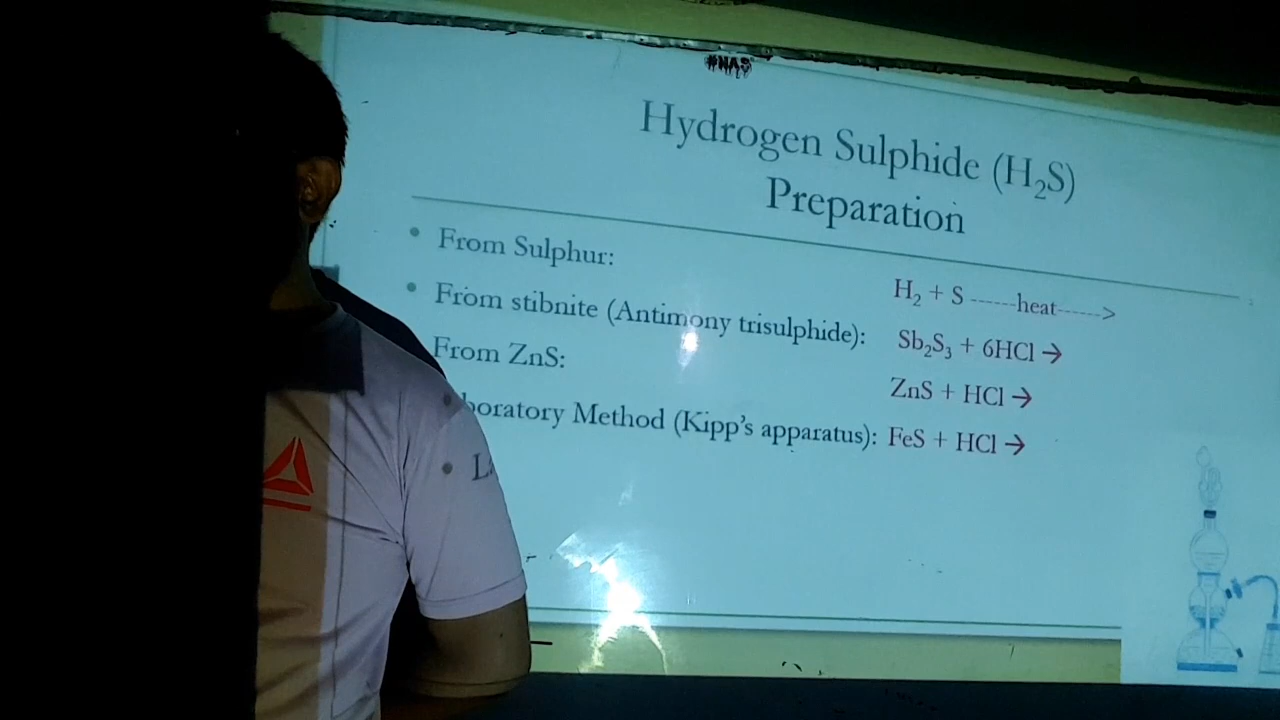 #NAS
Hydrogen Sulphide (H₂S)
Preparation
• From Sulphur:
H₂ + S ------heat------>
• From stibnite (Antimony trisulphide):
Sb₂S₃ + 6HCl →
From ZnS:
ZnS + HCl →
boratory Method (Kipp's apparatus): FeS + HCl →
• L